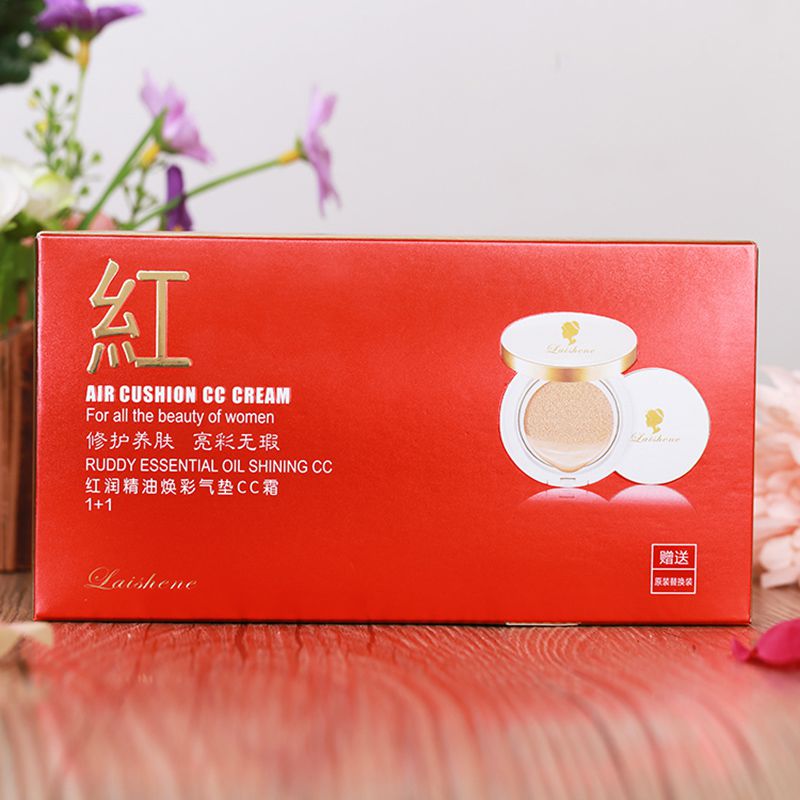 紅
AIR CUSHION CC CREAM
For all the beauty of women
修护养肤 亮彩无瑕
RUDDY ESSENTIAL OIL SHINING CC
红润精油焕彩气垫CC霜
1+1
Laishene
Laishene
Laishene
赠送
原装替换装